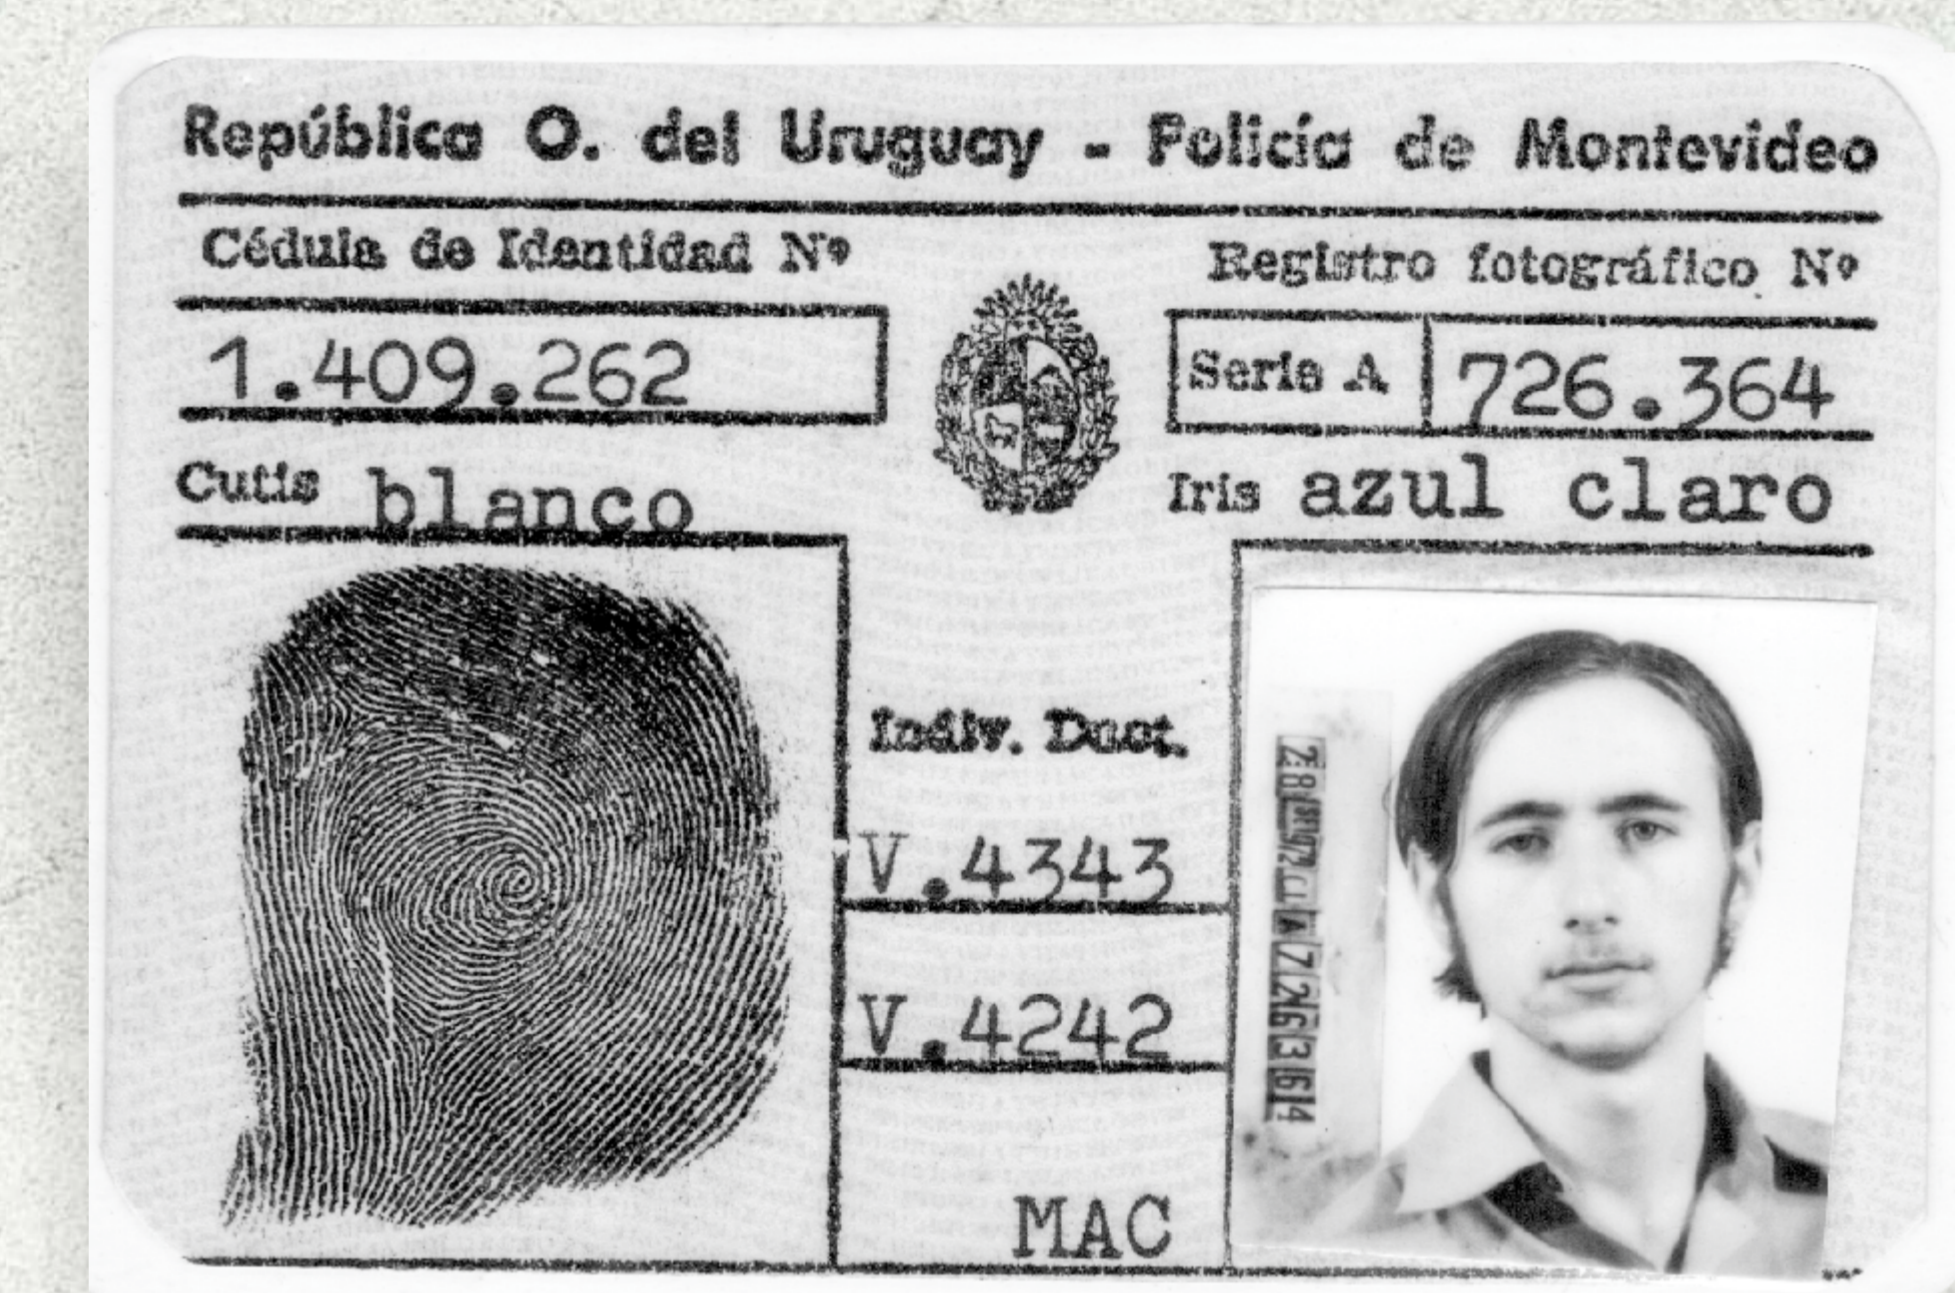 República O. del Uruguay - Policía de Montevideo
Cédula de Identidad Nº
Registro fotográfico Nº
1.409.262
Serie A 726.364
Cutis blanco
Iris azul claro
Indiv. Dact.
V.4343
V.4242
MAC
A 726364